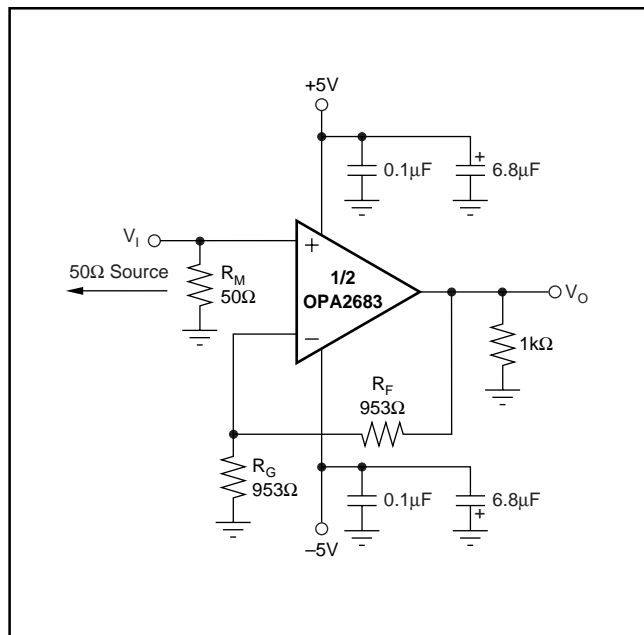 +5V
+
0.1µF
6.8µF
V_I
50Ω Source
R_M
50Ω
+
1/2
OPA2683
−
V_O
1kΩ
R_F
953Ω
R_G
953Ω
0.1µF
6.8µF
+
–5V